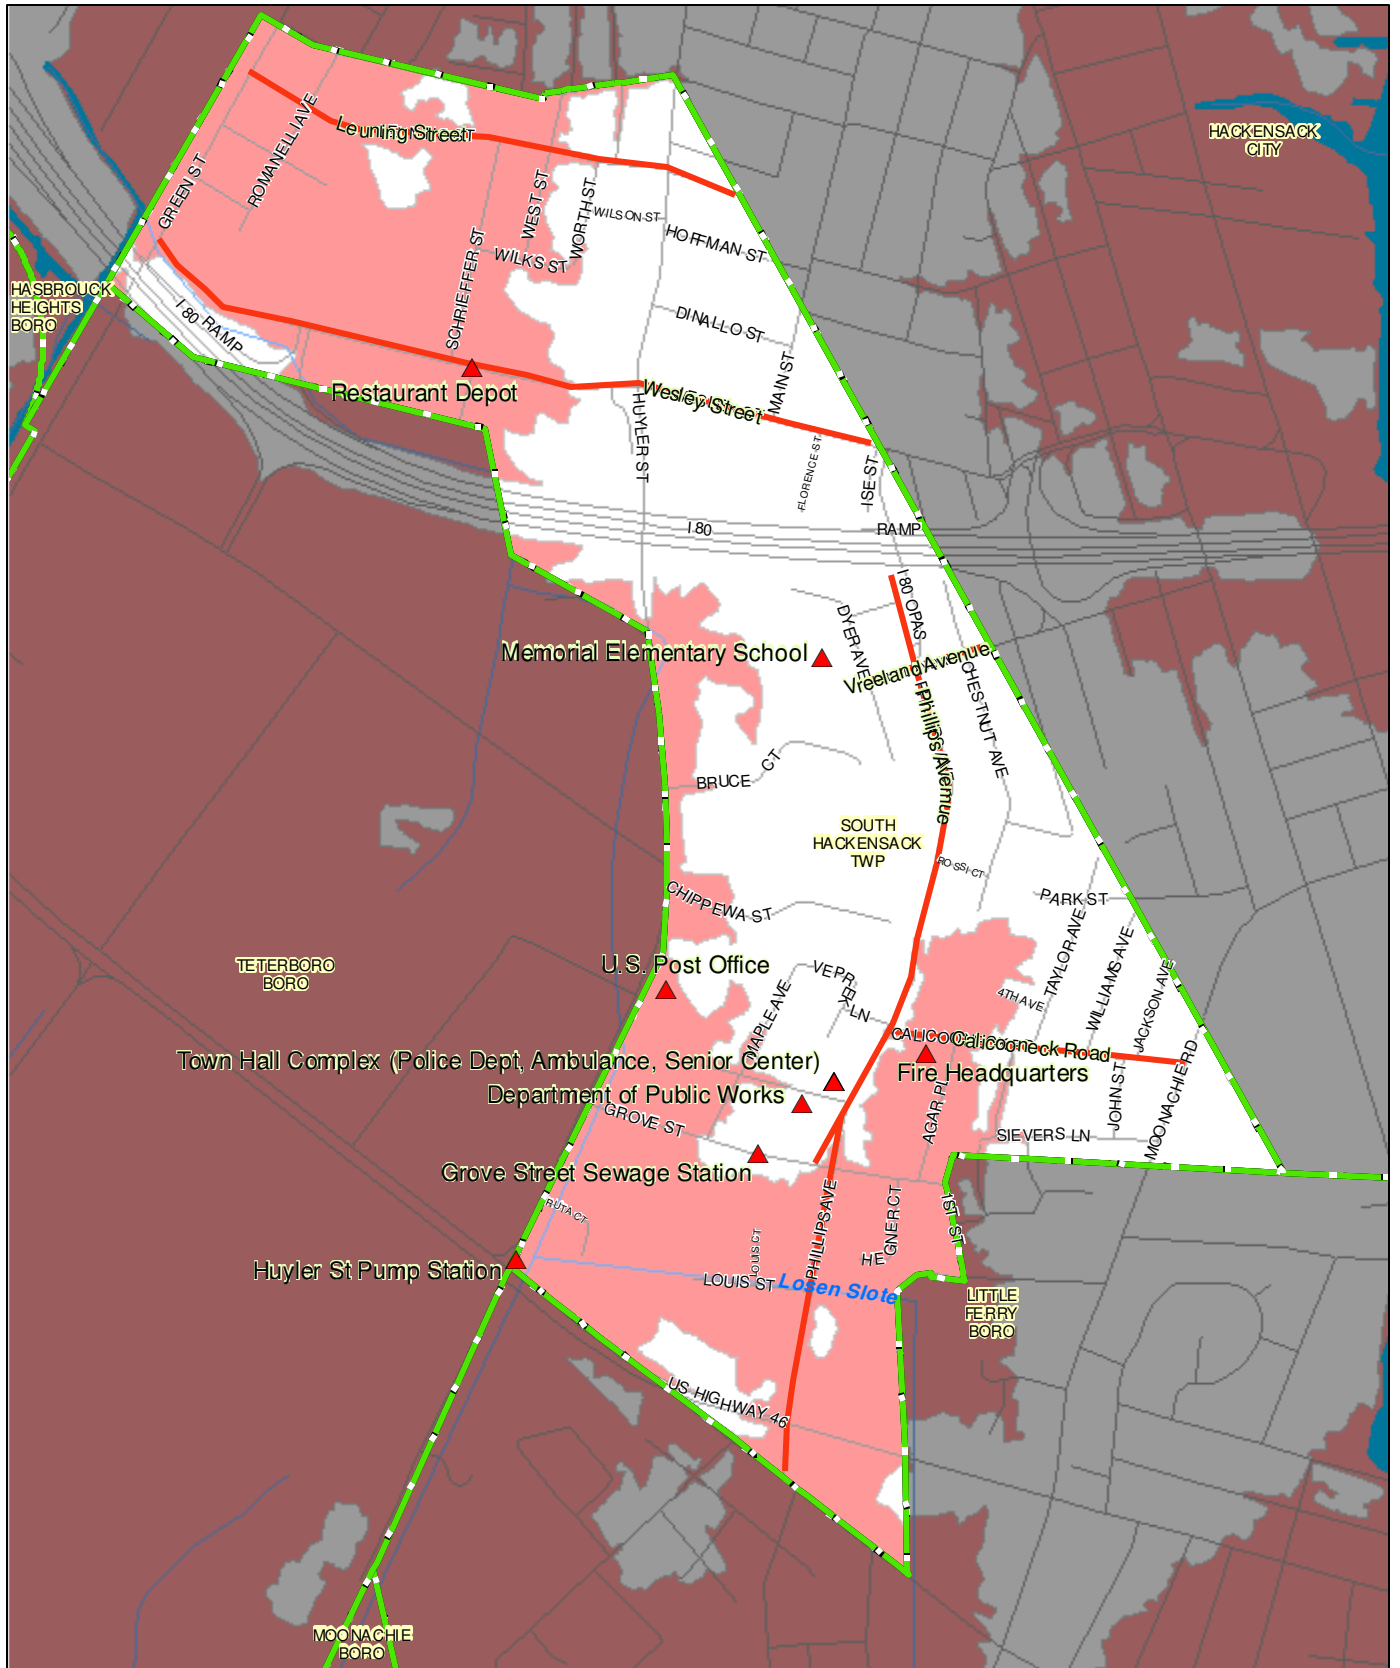 HACKENSACK
CITY
Leuning Street
ROMANELLI AVE
GREEN ST
WEST ST
WORTH ST
WILSON ST
HOFFMAN ST
WILKS ST
SCHRIEFFER ST
HASBROUCK
HEIGHTS
BORO
I 80 RAMP
DINALLO ST
MAIN ST
Restaurant Depot
Wesley Street
HUYLER ST
FLORENCE ST
ISE ST
I 80
RAMP
I 80 OPAS
DYER AVE
Memorial Elementary School
Vreeland Avenue
CHESTNUT AVE
Phillips Avenue
BRUCE CT
SOUTH
HACKENSACK
TWP
ROSSI CT
CHIPPEWA ST
PARK ST
TAYLOR AVE
WILLIAMS AVE
JACKSON AVE
TETERBORO
BORO
U.S. Post Office
VEPREK LN
MAPLE AVE
4TH AVE
Calicooneck Road
Town Hall Complex (Police Dept, Ambulance, Senior Center)
Fire Headquarters
Department of Public Works
AGAR PL
JOHN ST
MOONACHIE RD
GROVE ST
SIEVERS LN
Grove Street Sewage Station
RUTA CT
PHILLIPS AVE
1ST ST
LOUIS CT
HEGNER CT
Huyler St Pump Station
LOUIS ST
Losen Slote
LITTLE
FERRY
BORO
US HIGHWAY 46
MOONACHIE
BORO